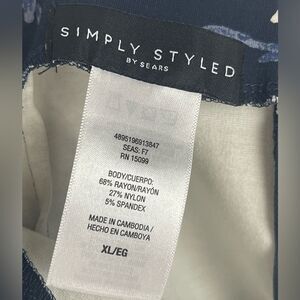 SIMPLY STYLED
BY SEARS
4895196913847
SEAS: F7
RN 15099
BODY/CUERPO:
68% RAYON/RAYÓN
27% NYLON
5% SPANDEX
MADE IN CAMBODIA/
HECHO EN CAMBOYA
XL/EG